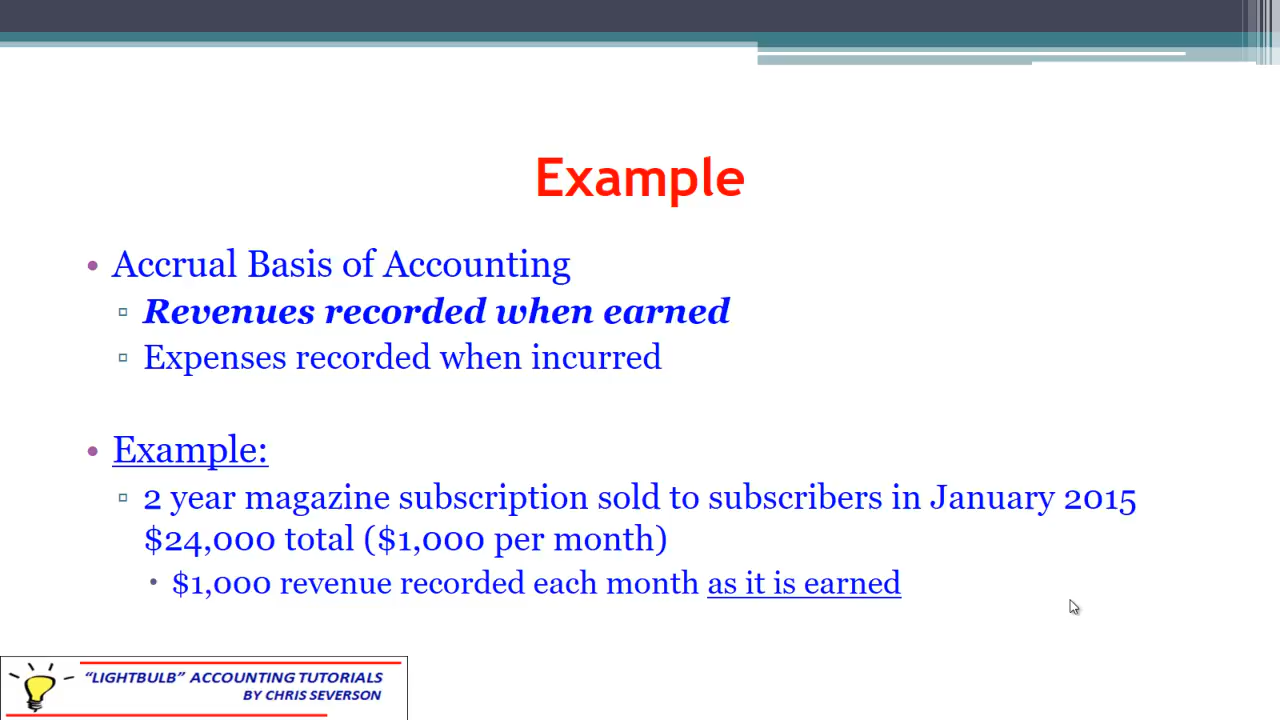 Example
• Accrual Basis of Accounting
▫ Revenues recorded when earned
▫ Expenses recorded when incurred
• Example:
▫ 2 year magazine subscription sold to subscribers in January 2015
$24,000 total ($1,000 per month)
• $1,000 revenue recorded each month as it is earned
“LIGHTBULB” ACCOUNTING TUTORIALS
BY CHRIS SEVERSON